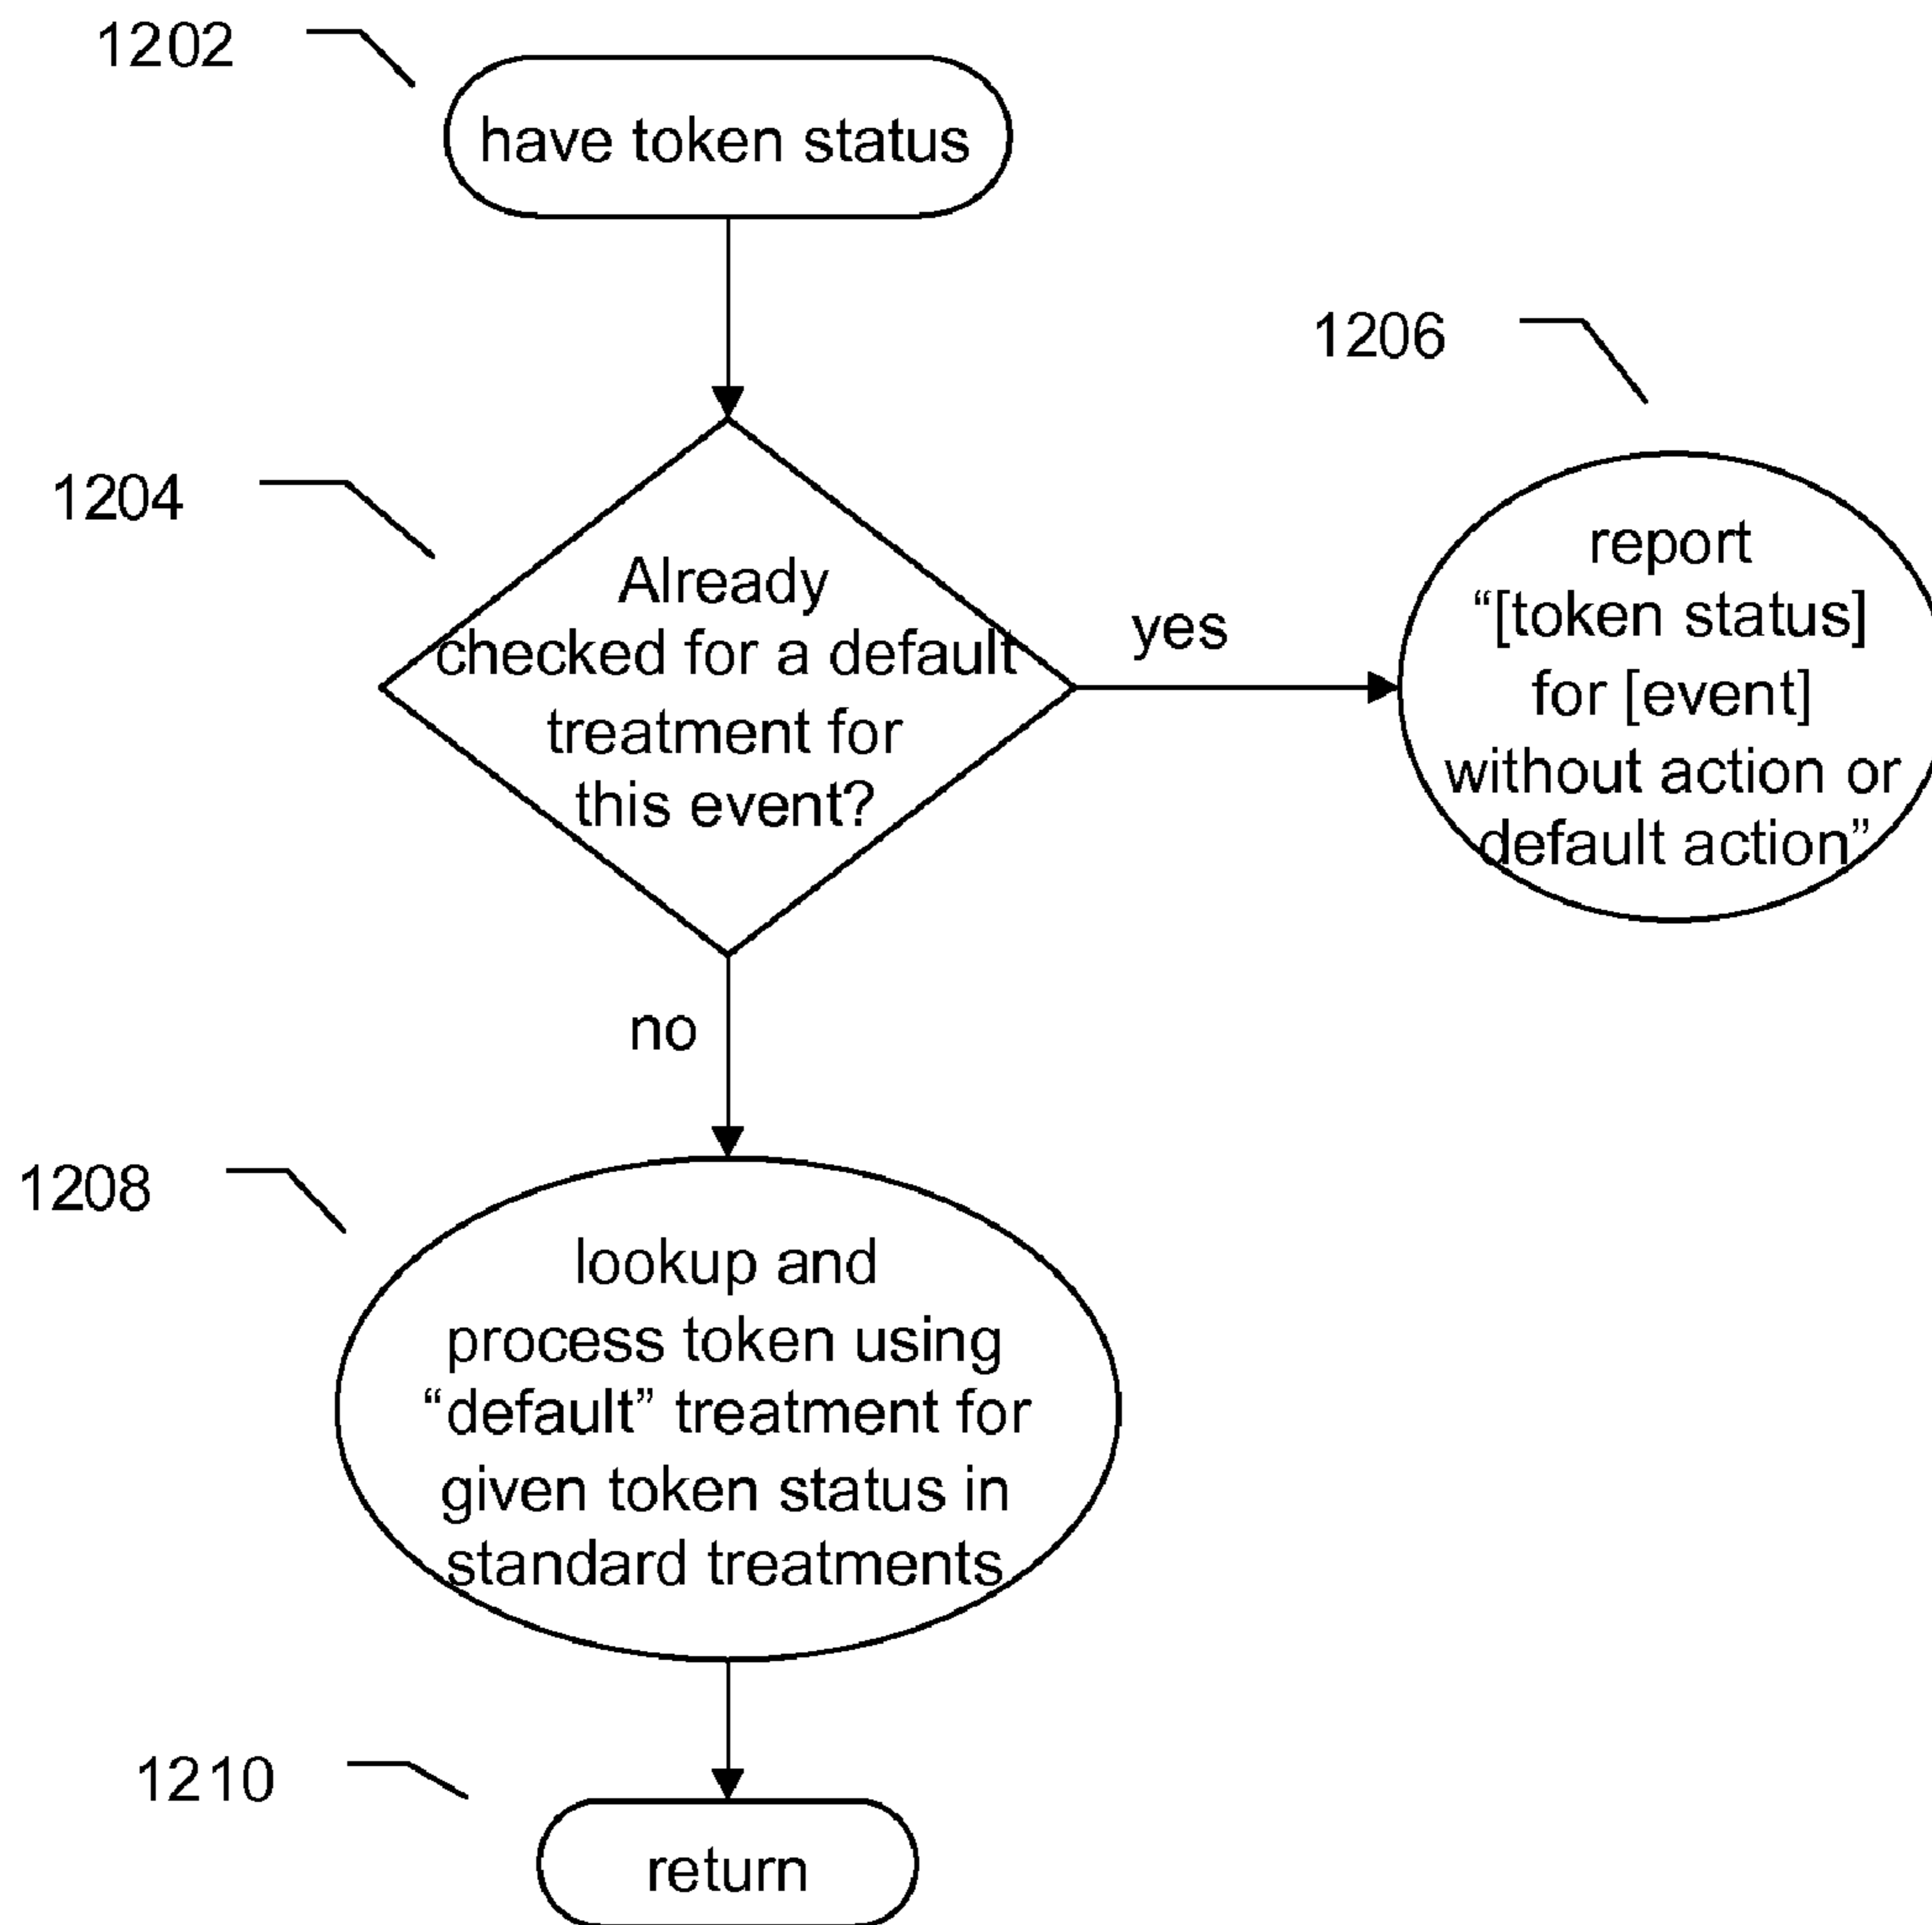 1202
have token status
1204
Already
checked for a default
treatment for
this event?
yes
1206
report
“[token status]
for [event]
without action or
default action”
no
1208
lookup and
process token using
“default” treatment for
given token status in
standard treatments
1210
return